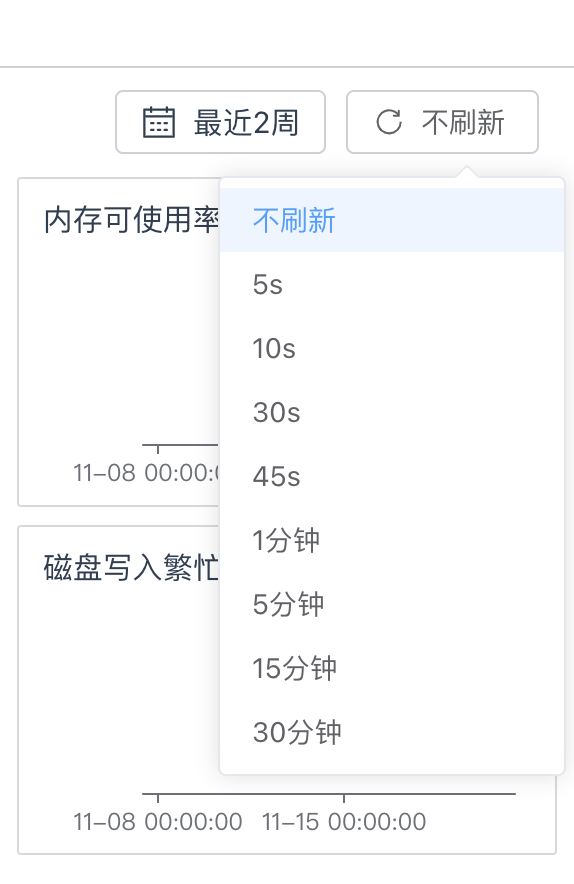 最近2周
不刷新
内存可使用率
不刷新
5s
10s
30s
45s
11–08 00:00:0
1分钟
磁盘写入繁忙
5分钟
15分钟
30分钟
11–08 00:00:00
11–15 00:00:00